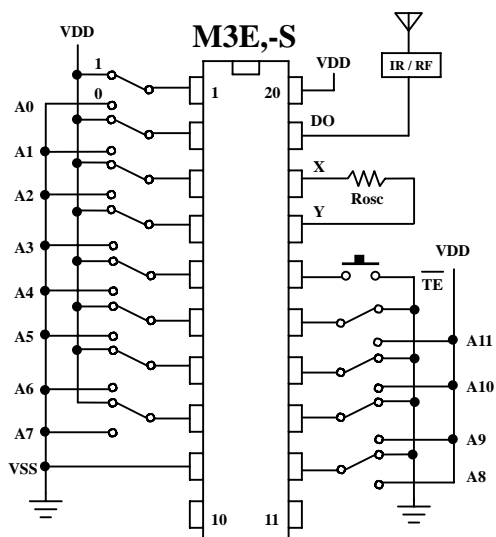 VDD
M3E,-S
VDD
IR / RF
1
0
1
20
A0
DO
A1
X
Rosc
A2
Y
A3
VDD
TE
A4
A5
A11
A6
A10
A7
A9
VSS
A8
10
11